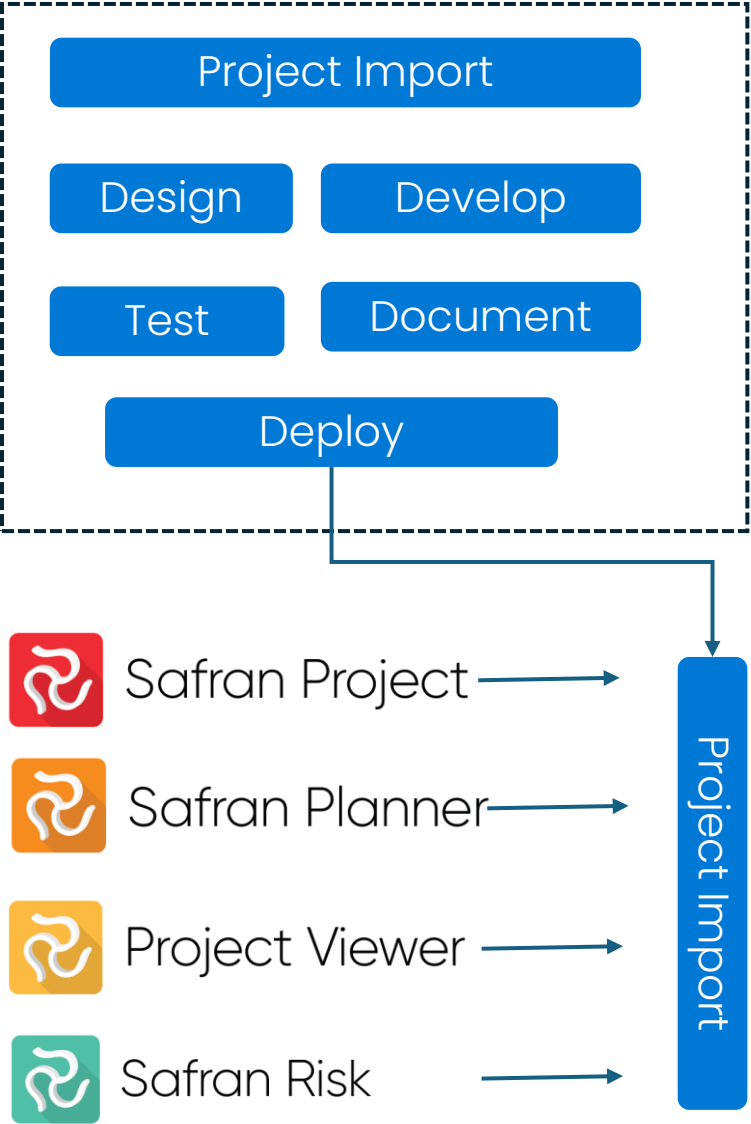 Project Import
Design
Develop
Test
Document
Deploy
Safran Project
Safran Planner
Project Viewer
Safran Risk
Project Import